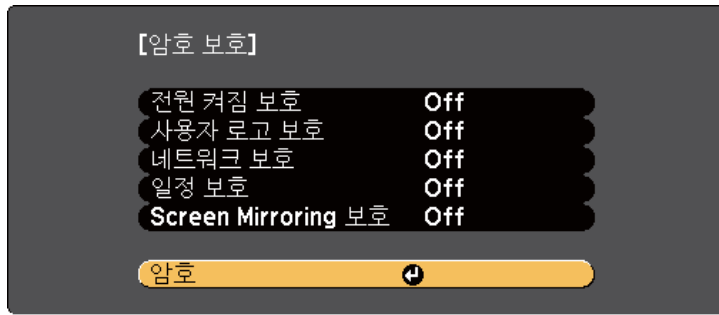 [암호 보호]
전원 켜짐 보호 Off
사용자 로고 보호 Off
네트워크 보호 Off
일정 보호 Off
Screen Mirroring 보호 Off
암호